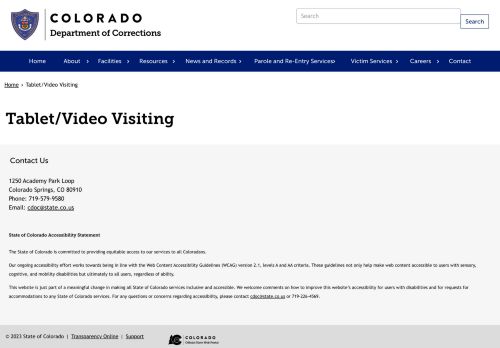 COLORADO
Department of Corrections
Search
Search
Home
About
Facilities
Resources
News and Records
Parole and Re-Entry Services
Victim Services
Careers
Contact
Home › Tablet/Video Visiting
Tablet/Video Visiting
Contact Us
1250 Academy Park Loop
Colorado Springs, CO 80910
Phone: 719-579-9580
Email: cdoc@state.co.us
State of Colorado Accessibility Statement
The State of Colorado is committed to providing equitable access to our services to all Coloradans.
Our ongoing accessibility effort works towards being in line with the Web Content Accessibility Guidelines (WCAG) version 2.1, levels A and AA criteria. These guidelines not only help make web content accessible to users with sensory,
cognitive, and mobility disabilities but ultimately to all users, regardless of ability.
This website is just part of a meaningful change in making all State of Colorado services inclusive and accessible. We welcome comments on how to improve this website's accessibility for users with disabilities and for requests for
accommodations to any State of Colorado services. For any questions or concerns regarding accessibility, please contact cdoc@state.co.us or 719-226-4569.
© 2023 State of Colorado | Transparency Online | Support
COLORADO
Official State Web Portal